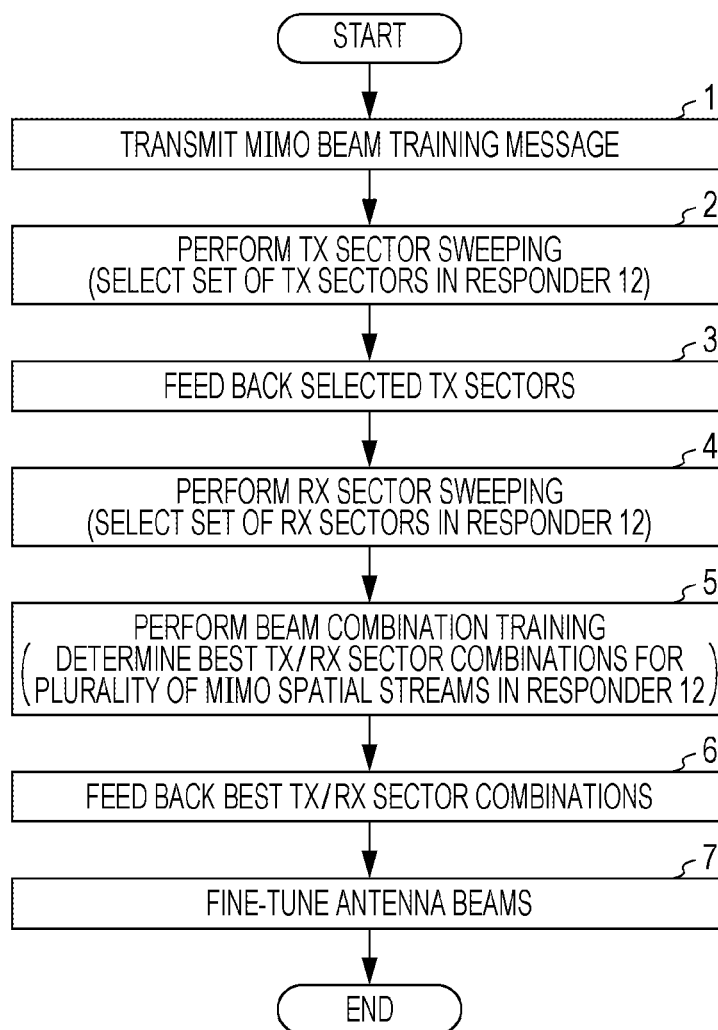 START
1
TRANSMIT MIMO BEAM TRAINING MESSAGE
2
PERFORM TX SECTOR SWEEPING
(SELECT SET OF TX SECTORS IN RESPONDER 12)
3
FEED BACK SELECTED TX SECTORS
4
PERFORM RX SECTOR SWEEPING
(SELECT SET OF RX SECTORS IN RESPONDER 12)
5
PERFORM BEAM COMBINATION TRAINING
(DETERMINE BEST TX/RX SECTOR COMBINATIONS FOR
PLURALITY OF MIMO SPATIAL STREAMS IN RESPONDER 12)
6
FEED BACK BEST TX/RX SECTOR COMBINATIONS
7
FINE-TUNE ANTENNA BEAMS
END